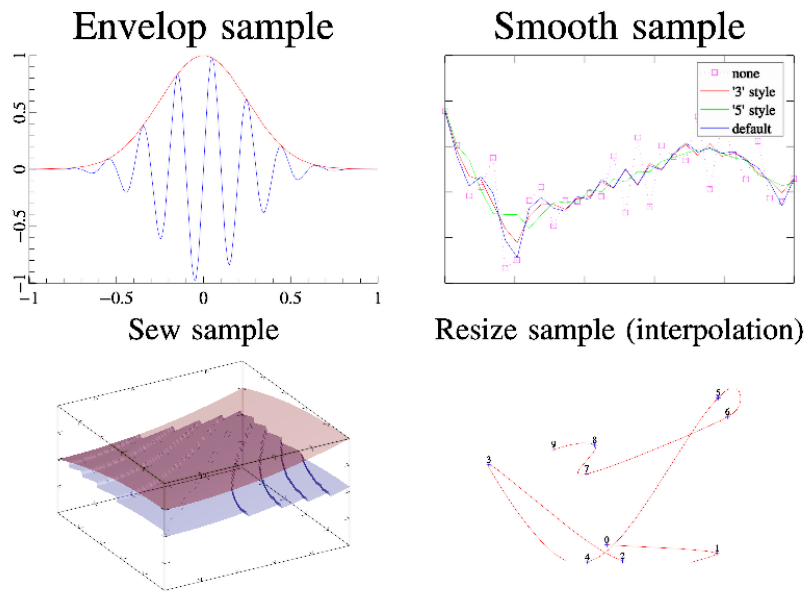 Envelop sample
Smooth sample
1
0.5
0
−0.5
−1
−1
−0.5
0
0.5
1
none
'3' style
'5' style
default
Sew sample
Resize sample (interpolation)
5
6
8
9
7
3
0
1
4
2